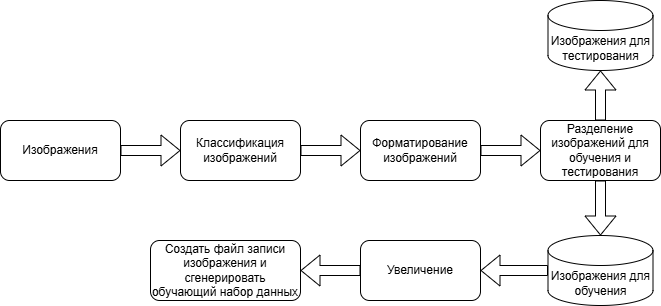 Изображения для
тестирования
Изображения
Классификация
изображений
Форматирование
изображений
Разделение
изображений для
обучения и
тестирования
Создать файл записи
изображения и
сгенерировать
обучающий набор данных
Увеличение
Изображения для
обучения